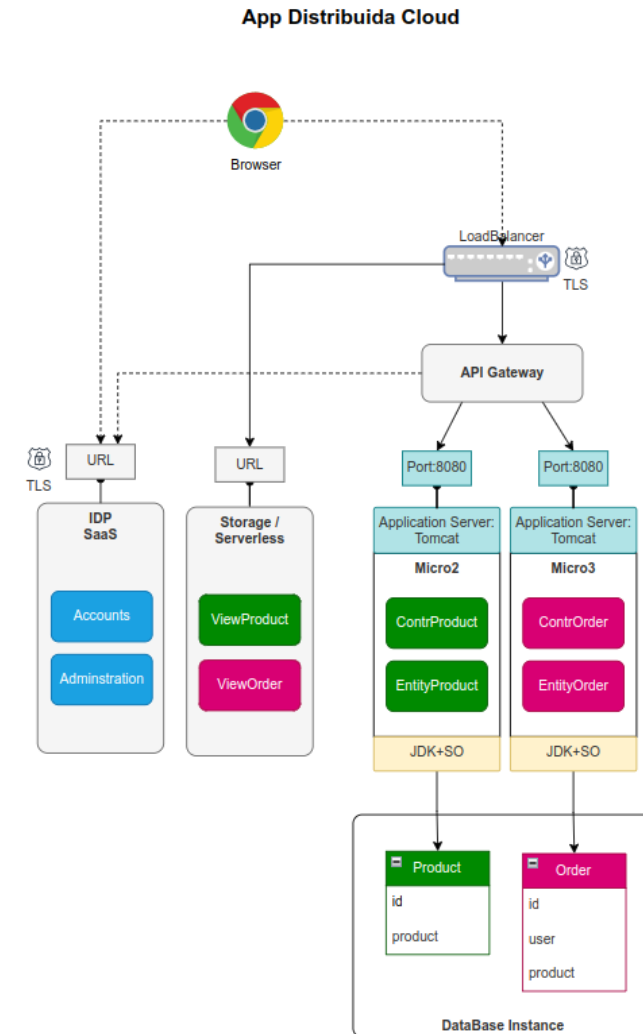 App Distribuida Cloud
Browser
LoadBalancer
TLS
API Gateway
URL
TLS
URL
Port:8080
Port:8080
IDP
SaaS
Accounts
Adminstration
Storage /
Serverless
ViewProduct
ViewOrder
Application Server:
Tomcat
Micro2
ContrProduct
EntityProduct
JDK+SO
Application Server:
Tomcat
Micro3
ContrOrder
EntityOrder
JDK+SO
Product
id
product
Order
id
user
product
DataBase Instance